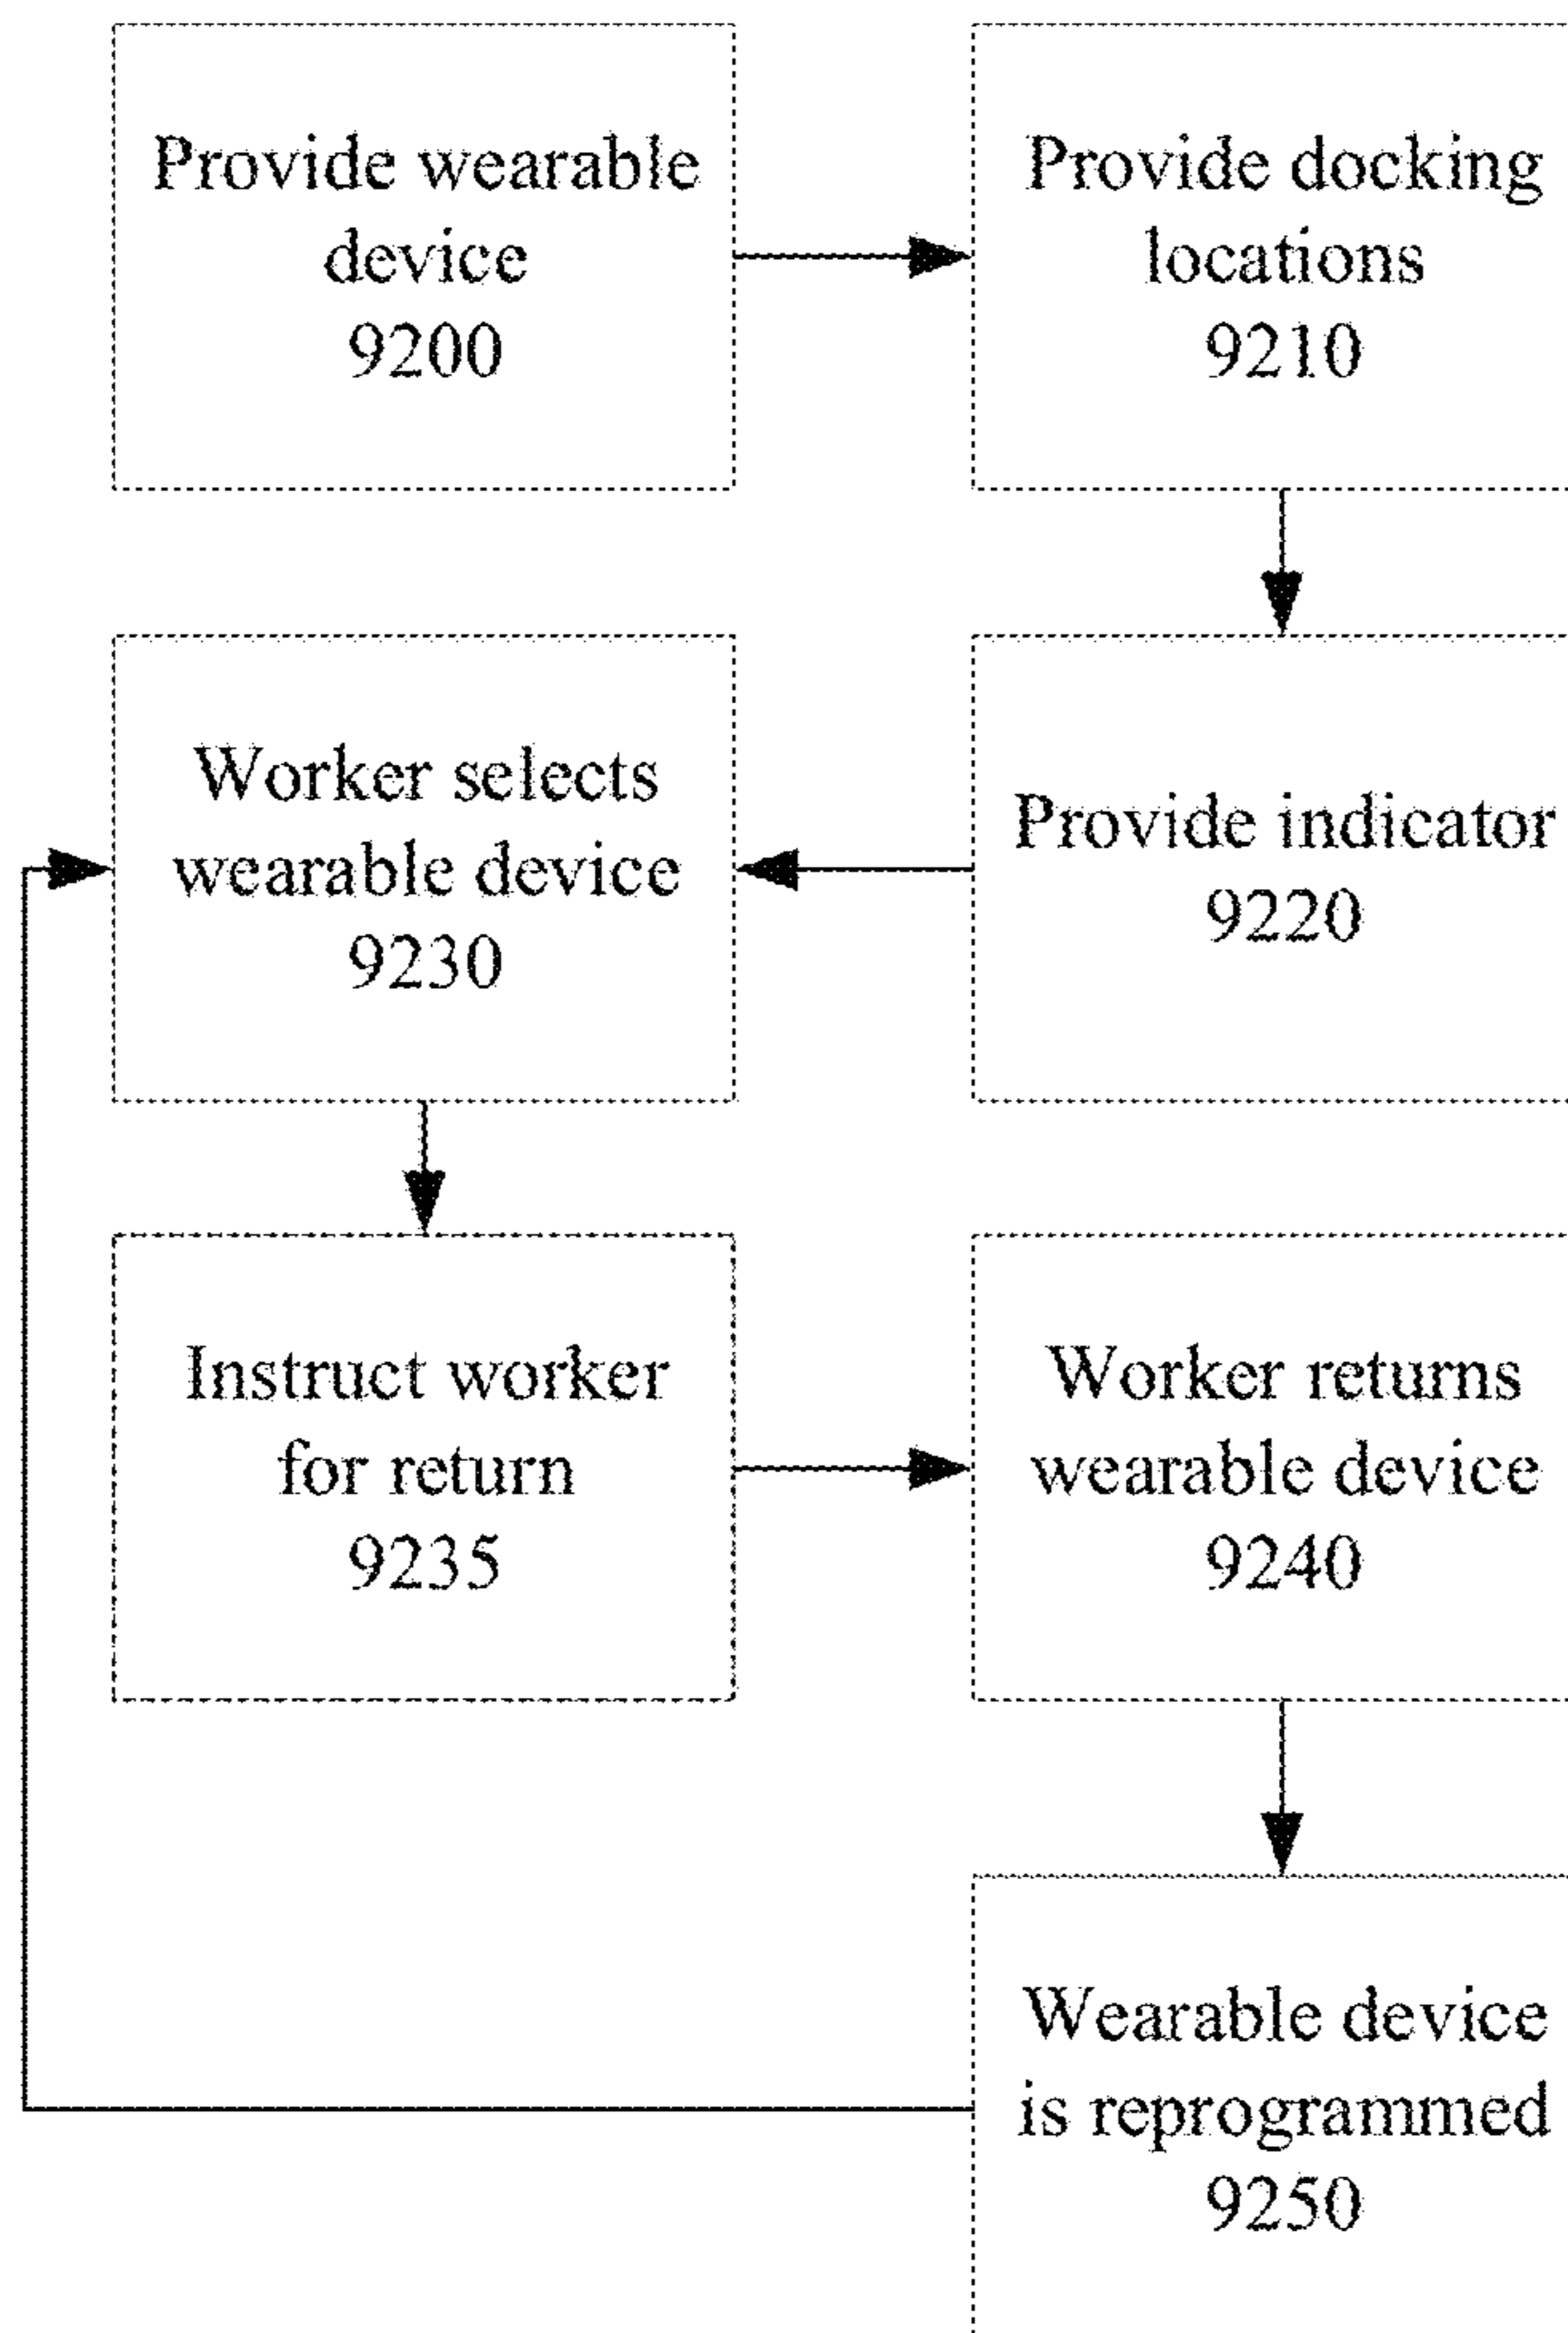 Provide wearable
device
9200
Provide docking
locations
9210
Worker selects
wearable device
9230
Provide indicator
9220
Instruct worker
for return
9235
Worker returns
wearable device
9240
Wearable device
is reprogrammed
9250